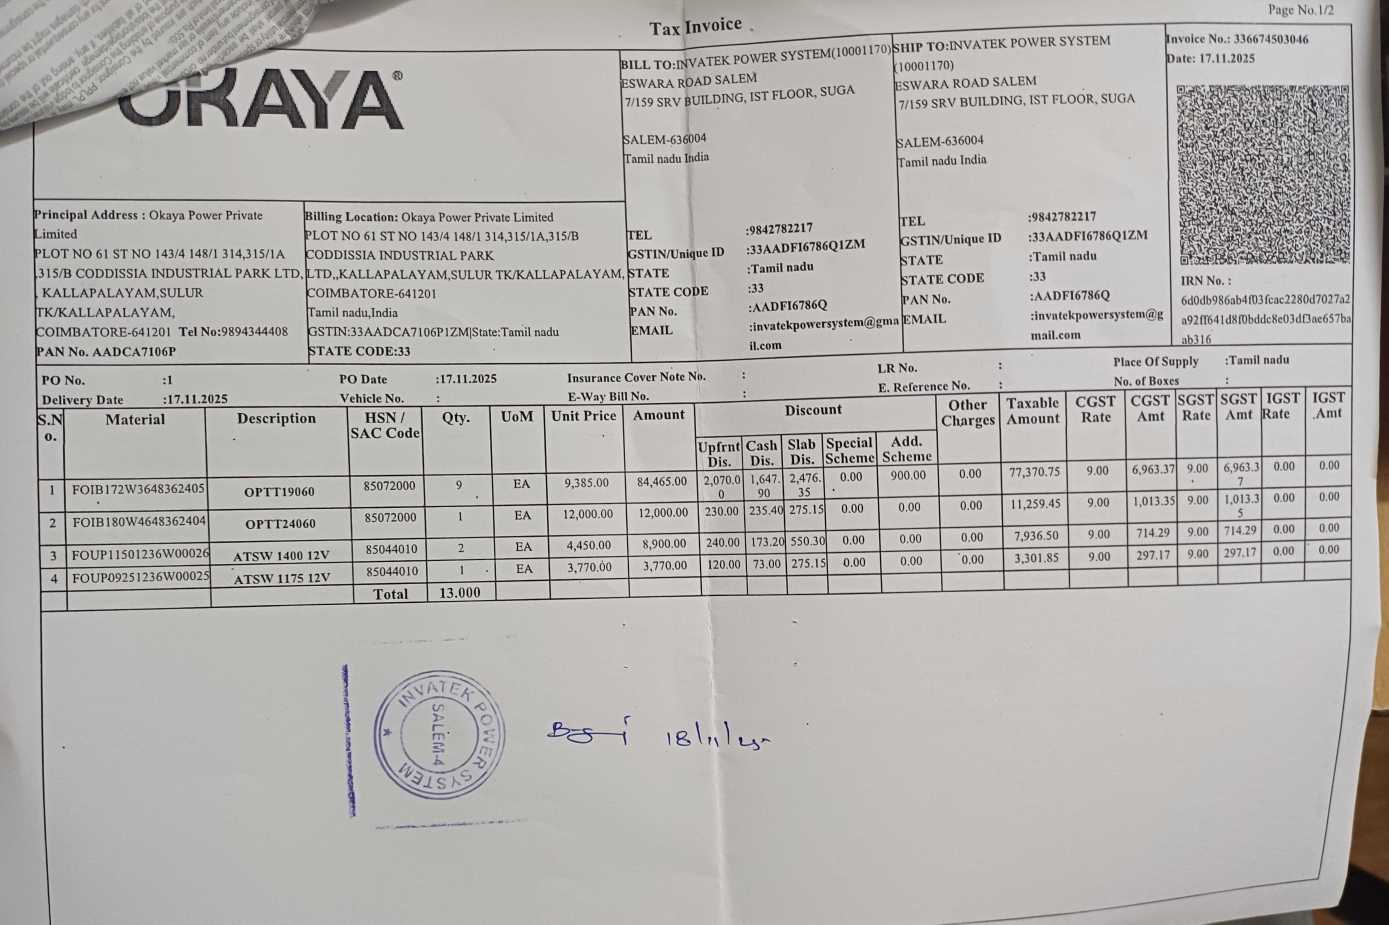 Page No.1/2
Tax Invoice
OKAYA®
BILL TO:INVATEK POWER SYSTEM(10001170)
ESWARA ROAD SALEM
7/159 SRV BUILDING, IST FLOOR, SUGA
SALEM-636004
Tamil nadu India
TEL :9842782217
GSTIN/Unique ID :33AADFI6786Q1ZM
STATE :Tamil nadu
STATE CODE :33
PAN No. :AADFI6786Q
EMAIL :invatekpowersystem@gma
il.com
SHIP TO:INVATEK POWER SYSTEM
(10001170)
ESWARA ROAD SALEM
7/159 SRV BUILDING, IST FLOOR, SUGA
SALEM-636004
Tamil nadu India
TEL :9842782217
GSTIN/Unique ID :33AADFI6786Q1ZM
STATE :Tamil nadu
STATE CODE :33
PAN No. :AADFI6786Q
EMAIL :invatekpowersystem@g
mail.com
Invoice No.: 336674503046
Date: 17.11.2025
IRN No. :
6d0db986ab4f03fcac2280d7027a2
a92ff641d8f0bddc8e03df3ae657ba
ab316
Principal Address : Okaya Power Private
Limited
PLOT NO 61 ST NO 143/4 148/1 314,315/1A
,315/B CODDISSIA INDUSTRIAL PARK LTD,
, KALLAPALAYAM,SULUR
TK/KALLAPALAYAM,
COIMBATORE-641201 Tel No:9894344408
PAN No. AADCA7106P
Billing Location: Okaya Power Private Limited
PLOT NO 61 ST NO 143/4 148/1 314,315/1A,315/B
CODDISSIA INDUSTRIAL PARK
LTD,,KALLAPALAYAM,SULUR TK/KALLAPALAYAM,
COIMBATORE-641201
Tamil nadu,India
GSTIN:33AADCA7106P1ZM|State:Tamil nadu
STATE CODE:33
PO No. :1 PO Date :17.11.2025 Insurance Cover Note No. : LR No. : Place Of Supply :Tamil nadu
Delivery Date :17.11.2025 Vehicle No. : E-Way Bill No. : E. Reference No. : No. of Boxes :
S.N
o. Material Description HSN /
SAC Code Qty. UoM Unit Price Amount Discount Other
Charges Taxable
Amount CGST
Rate CGST
Amt SGST
Rate SGST
Amt IGST
Rate IGST
Amt
Upfrnt
Dis. Cash
Dis. Slab
Dis. Special
Scheme Add.
Scheme
1 FOIB172W3648362405 OPTT19060 85072000 9 EA 9,385.00 84,465.00 2,070.0
0 1,647.
90 2,476.
35 0.00 900.00 0.00 77,370.75 9.00 6,963.37 9.00 6,963.3
7 0.00 0.00
2 FOIB180W4648362404 OPTT24060 85072000 1 EA 12,000.00 12,000.00 230.00 235.40 275.15 0.00 0.00 0.00 11,259.45 9.00 1,013.35 9.00 1,013.3
5 0.00 0.00
3 FOUP11501236W00026 ATSW 1400 12V 85044010 2 EA 4,450.00 8,900.00 240.00 173.20 550.30 0.00 0.00 0.00 7,936.50 9.00 714.29 9.00 714.29 0.00 0.00
4 FOUP09251236W00025 ATSW 1175 12V 85044010 1 EA 3,770.00 3,770.00 120.00 73.00 275.15 0.00 0.00 0.00 3,301.85 9.00 297.17 9.00 297.17 0.00 0.00
Total 13.000
INVATEK POWER SYSTEM
SALEM-4
18/11/25